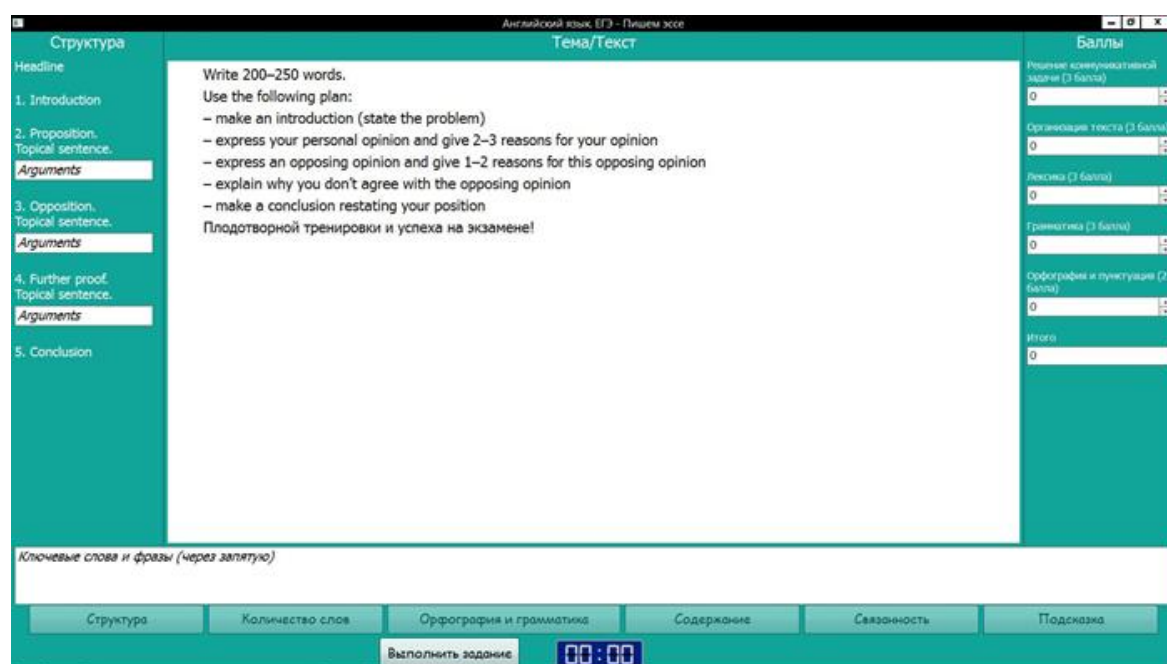 Английский язык, ЕГЭ - Пишем эссе
Структура
Headline
1. Introduction
2. Proposition.
Topical sentence.
Arguments
3. Opposition.
Topical sentence.
Arguments
4. Further proof.
Topical sentence.
Arguments
5. Conclusion
Тема/Текст
Write 200–250 words.
Use the following plan:
– make an introduction (state the problem)
– express your personal opinion and give 2–3 reasons for your opinion
– express an opposing opinion and give 1–2 reasons for this opposing opinion
– explain why you don't agree with the opposing opinion
– make a conclusion restating your position
Плодотворной тренировки и успеха на экзамене!
Баллы
Решение коммуникативной
задачи (3 балла)
0
Организация текста (3 балла
0
Лексика (3 балла)
0
Грамматика (3 балла)
0
Орфография и пунктуация (2
балла)
0
Итого
0
Ключевые слова и фразы (через запятую)
Структура
Количество слов
Орфография и грамматика
Содержание
Связанность
Подсказка
Выполнить задание
00:00